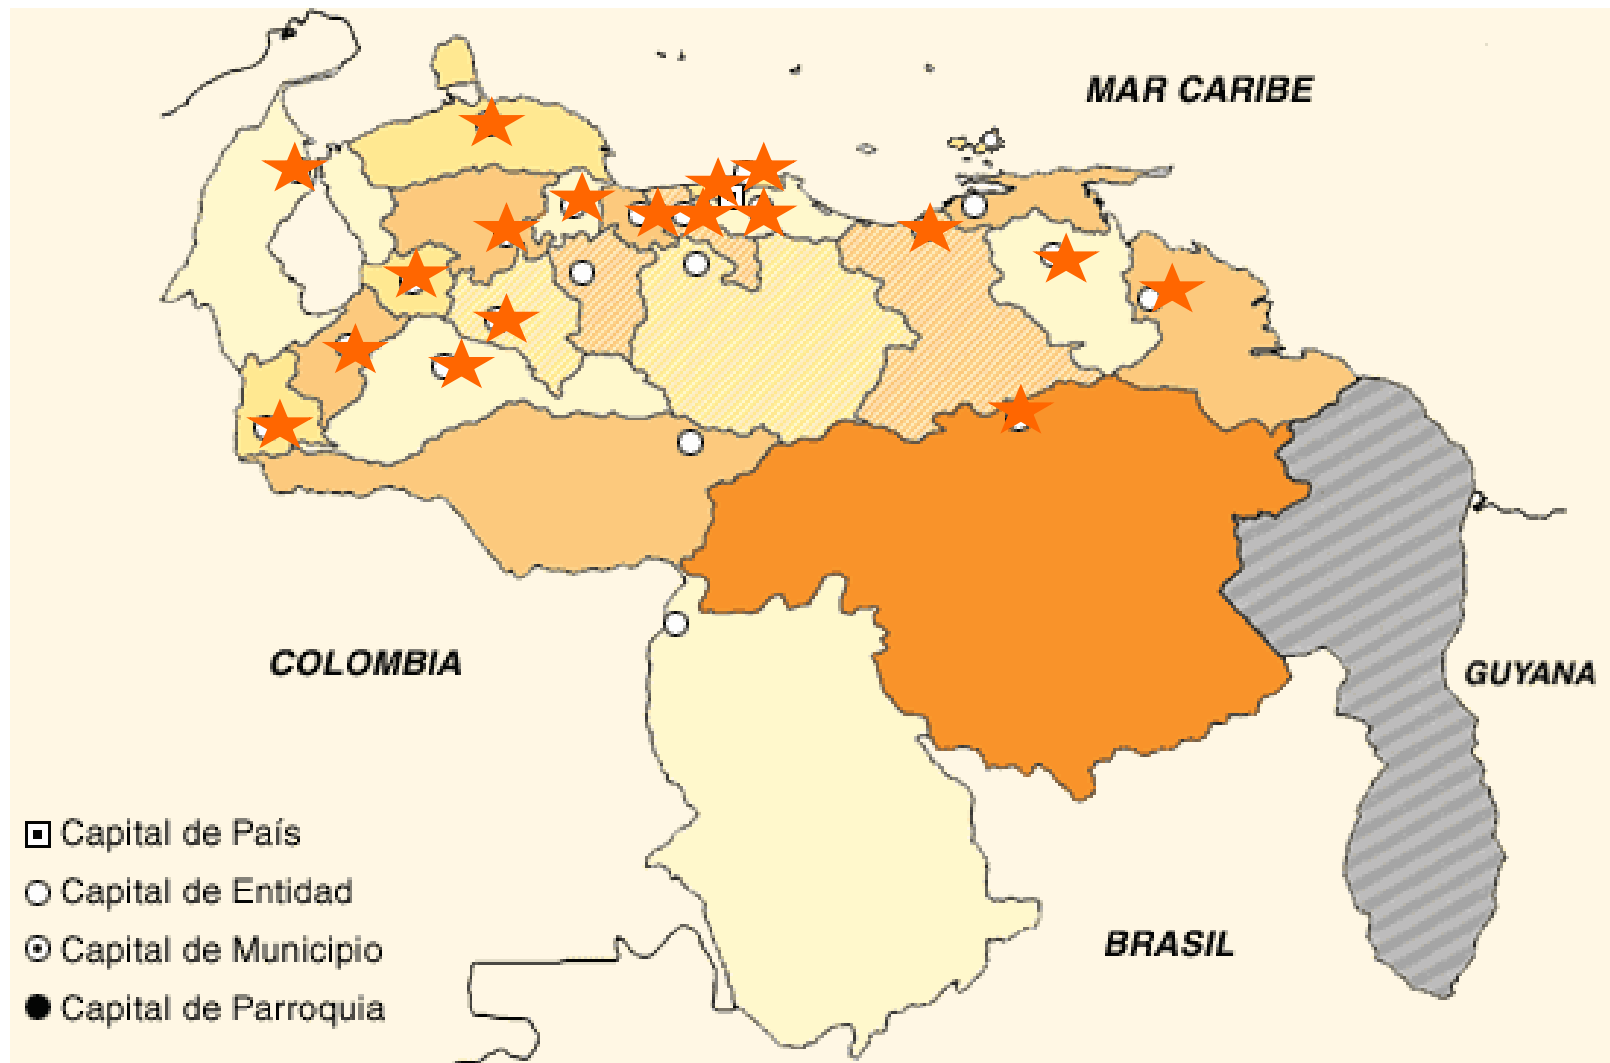 MAR CARIBE
COLOMBIA
GUYANA
BRASIL
Capital de País
Capital de Entidad
Capital de Municipio
Capital de Parroquia